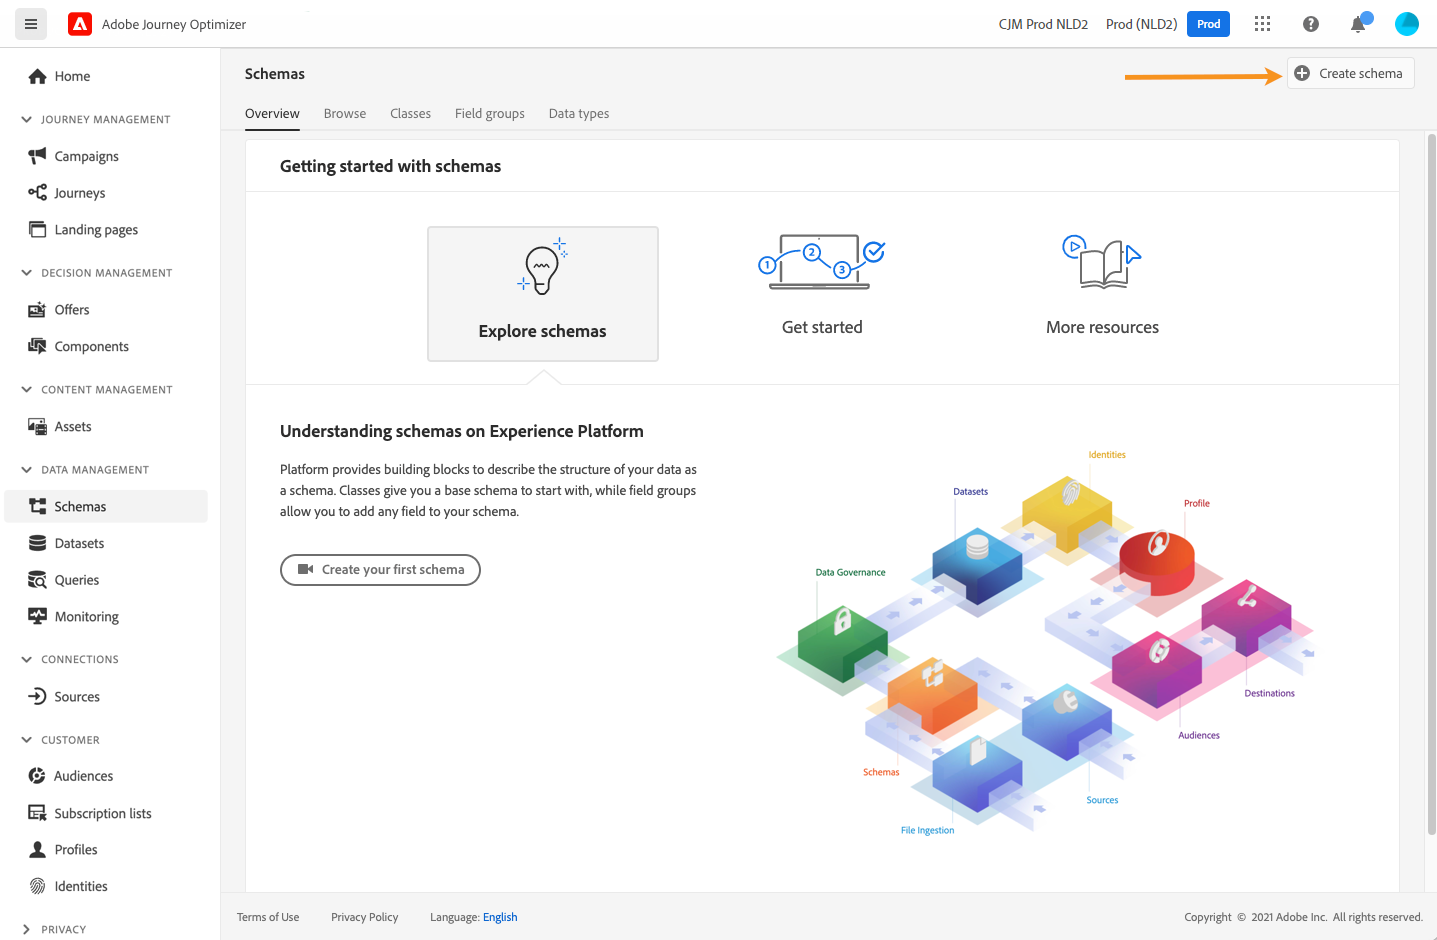 Adobe Journey Optimizer
CJM Prod NLD2 Prod (NLD2) Prod
Home
JOURNEY MANAGEMENT
Campaigns
Journeys
Landing pages
DECISION MANAGEMENT
Offers
Components
CONTENT MANAGEMENT
Assets
DATA MANAGEMENT
Schemas
Datasets
Queries
Monitoring
CONNECTIONS
Sources
CUSTOMER
Audiences
Subscription lists
Profiles
Identities
PRIVACY
Schemas
Create schema
Overview Browse Classes Field groups Data types
Getting started with schemas
Explore schemas
1 2 3
Get started
More resources
Understanding schemas on Experience Platform
Platform provides building blocks to describe the structure of your data as
a schema. Classes give you a base schema to start with, while field groups
allow you to add any field to your schema.
Create your first schema
Identities
Datasets
Profile
Data Governance
Destinations
Audiences
Schemas
Sources
File Ingestion
Terms of Use Privacy Policy Language: English
Copyright © 2021 Adobe Inc. All rights reserved.